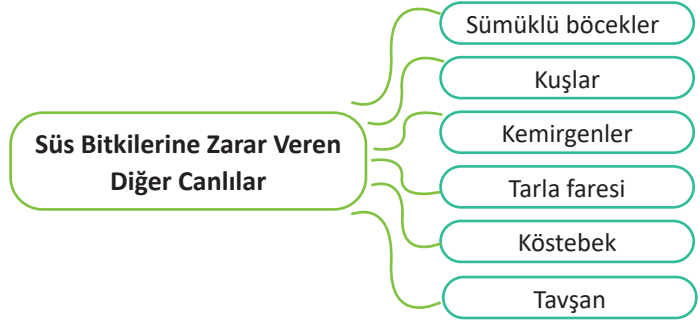 Süs Bitkilerine Zarar Veren
Diğer Canlılar
Sümüklü böcekler
Kuşlar
Kemirgenler
Tarla faresi
Köstebek
Tavşan